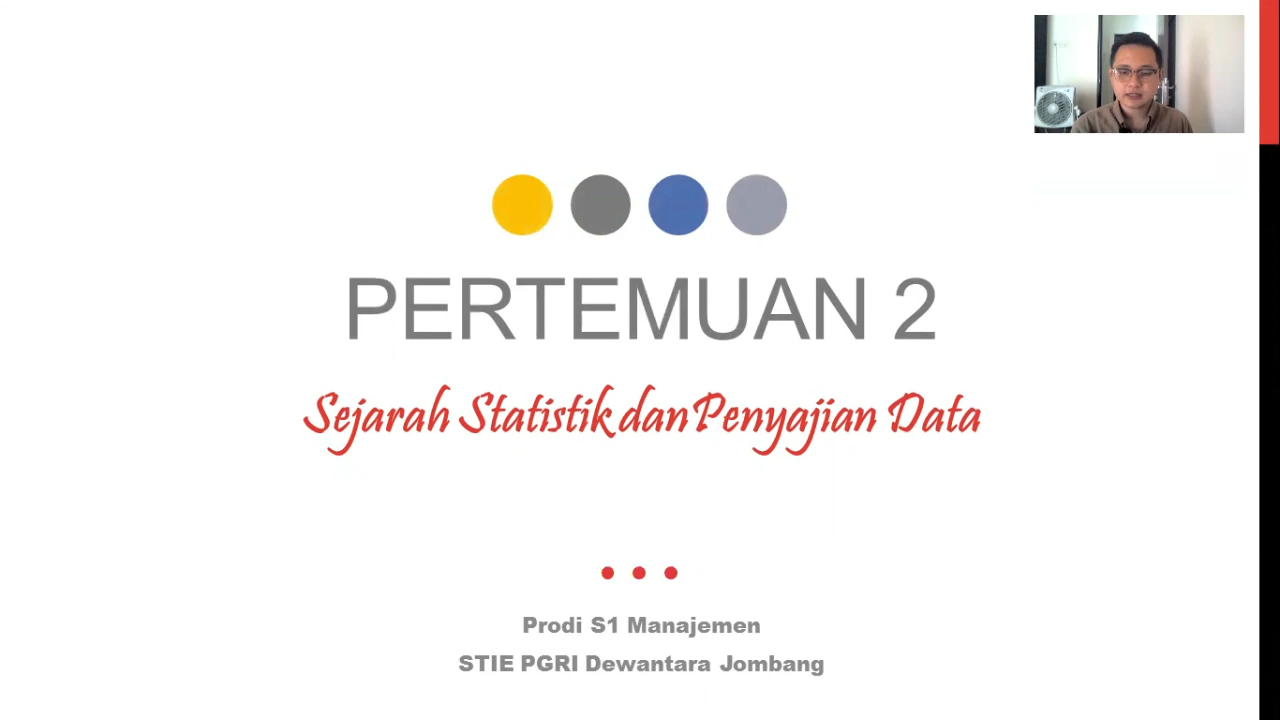 PERTEMUAN 2
Sejarah Statistik dan Penyajian Data
Prodi S1 Manajemen
STIE PGRI Dewantara Jombang